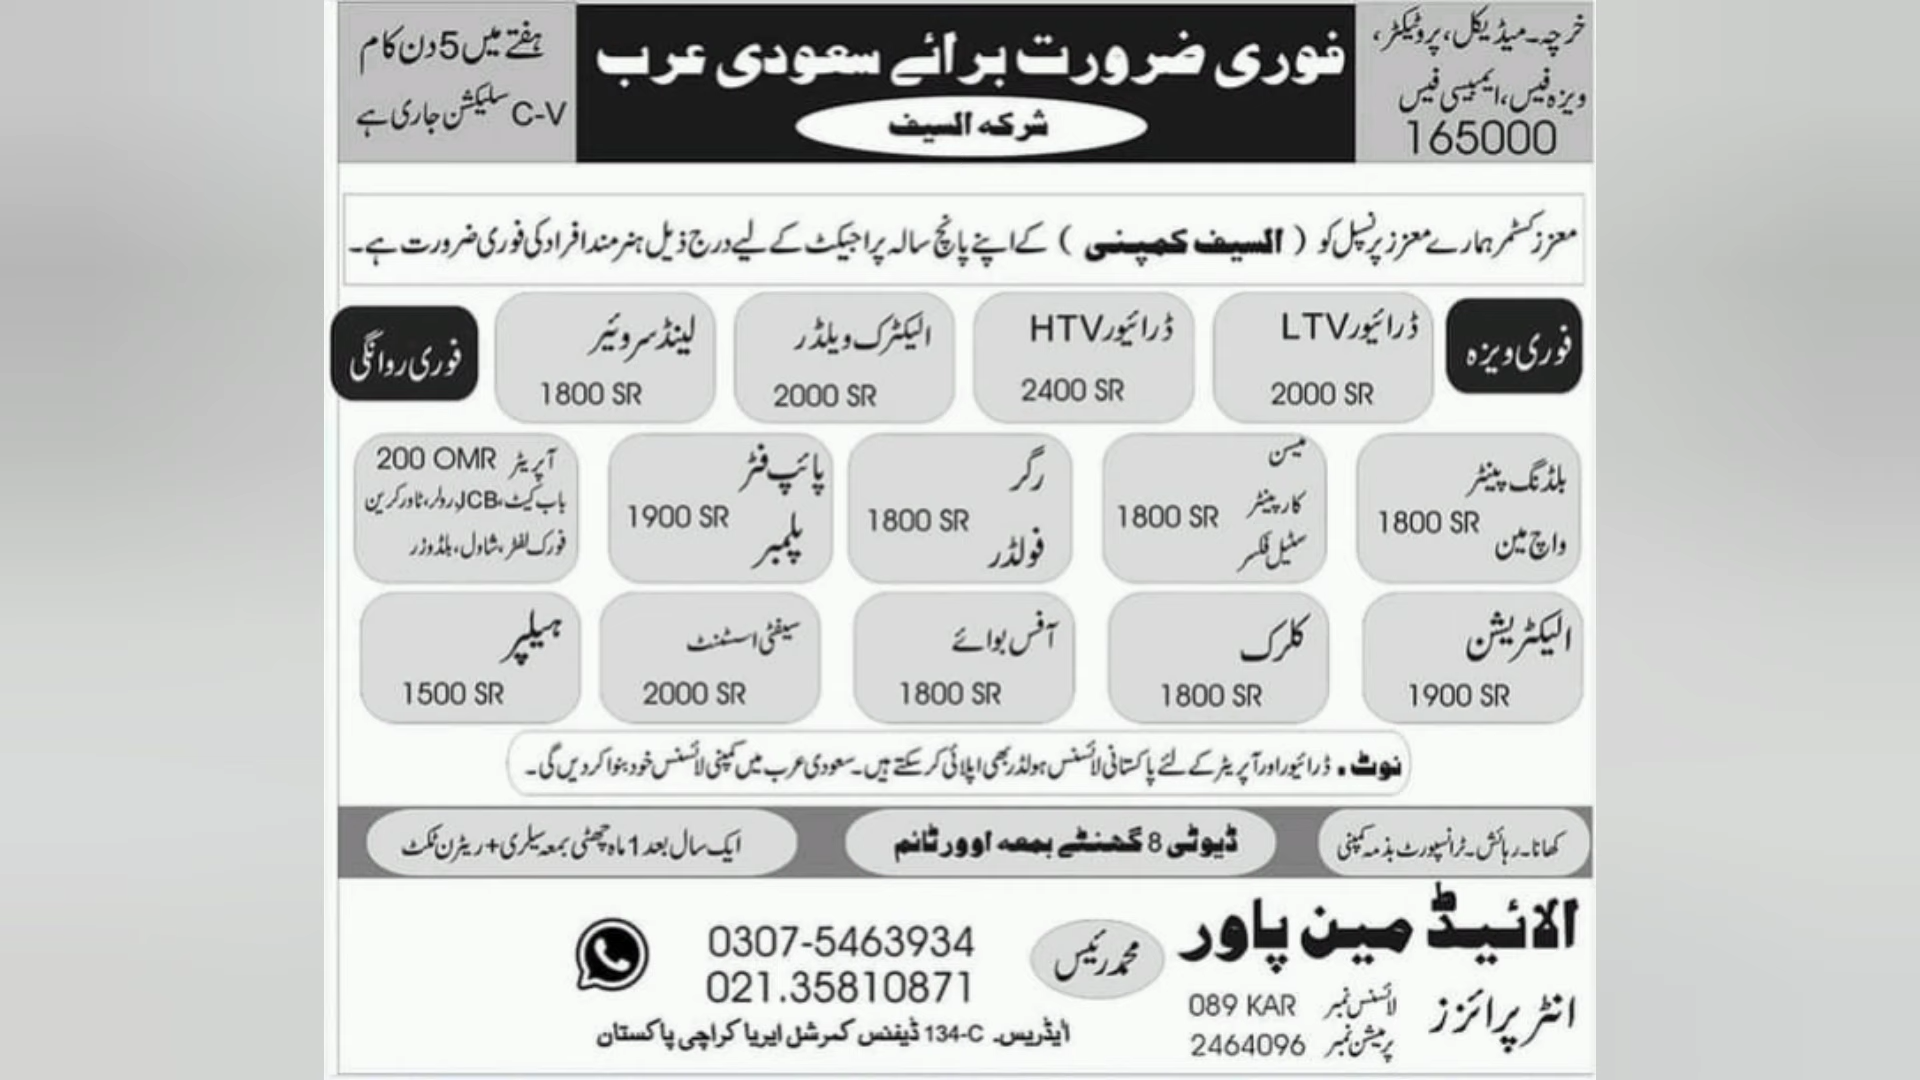 خرچہ۔میڈیکل، پروٹیکٹر،
ویزہ فیس، ایمبیسی فیس
165000
فوری ضرورت برائے سعودی عرب
شرکہ السیف
ہفتے میں 5 دن کام
C-V سلیکشن جاری ہے
معزز کسٹمر ہمارے معزز پرنسپل کو ( السیف کمپنی ) کے اپنے پانچ سالہ پراجیکٹ کے لیے درج ذیل ہنرمند افراد کی فوری ضرورت ہے۔
فوری ویزہ
ڈرائیور LTV
2000 SR
ڈرائیور HTV
2400 SR
الیکٹرک ویلڈر
2000 SR
لینڈ سروئیر
1800 SR
فوری روانگی
بلڈنگ پینٹر
واچ مین
1800 SR
میسن
کارپینٹر
سٹیل فکسر
1800 SR
رگر
فولڈر
1800 SR
پائپ فٹر
پلمبر
1900 SR
آپریٹر 200 OMR
باب کیٹ، JCB، رولر، ٹاور کرین
فورک لفٹر، شاول، بلڈوزر
الیکٹریشن
1900 SR
کلرک
1800 SR
آفس بوائے
1800 SR
سیفٹی اسسٹنٹ
2000 SR
ہیلپر
1500 SR
نوٹ۔ ڈرائیور اور آپریٹر کے لئے پاکستانی لائسنس ہولڈر بھی اپلائی کر سکتے ہیں۔ سعودی عرب میں کمپنی لائسنس خود بنوا کر دیں گی۔
کھانا۔رہائش۔ٹرانسپورٹ بذمہ کمپنی
ڈیوٹی 8 گھنٹے بمعہ اوور ٹائم
ایک سال بعد 1 ماہ چھٹی بمعہ سیلری + ریٹرن ٹکٹ
الائیڈ مین پاور
انٹرپرائزز
لائسنس نمبر 089 KAR
پرمیشن نمبر 2464096
محمد رئیس
0307-5463934
021.35810871
ایڈریس۔ 134-C ڈیفنس کمرشل ایریا کراچی پاکستان